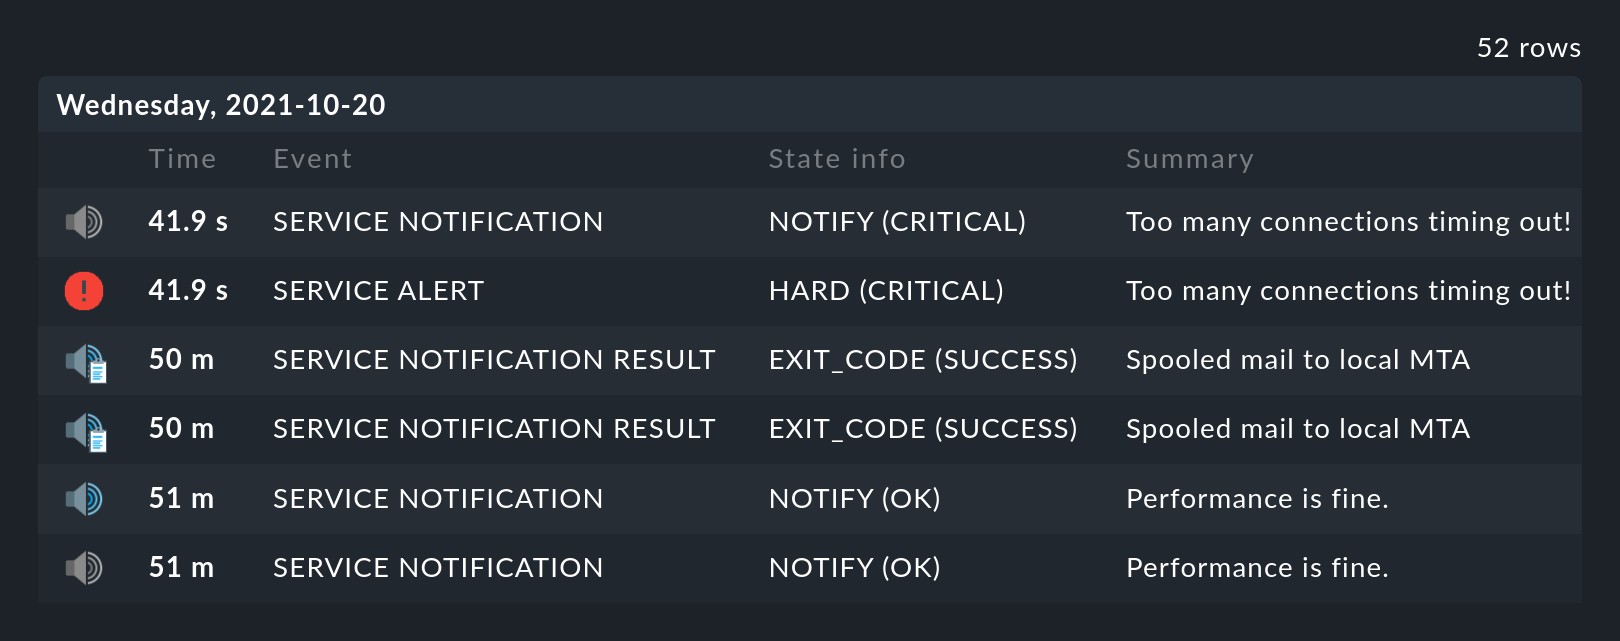 52 rows
Wednesday, 2021-10-20
Time Event State info Summary
41.9 s SERVICE NOTIFICATION NOTIFY (CRITICAL) Too many connections timing out!
41.9 s SERVICE ALERT HARD (CRITICAL) Too many connections timing out!
50 m SERVICE NOTIFICATION RESULT EXIT_CODE (SUCCESS) Spooled mail to local MTA
50 m SERVICE NOTIFICATION RESULT EXIT_CODE (SUCCESS) Spooled mail to local MTA
51 m SERVICE NOTIFICATION NOTIFY (OK) Performance is fine.
51 m SERVICE NOTIFICATION NOTIFY (OK) Performance is fine.